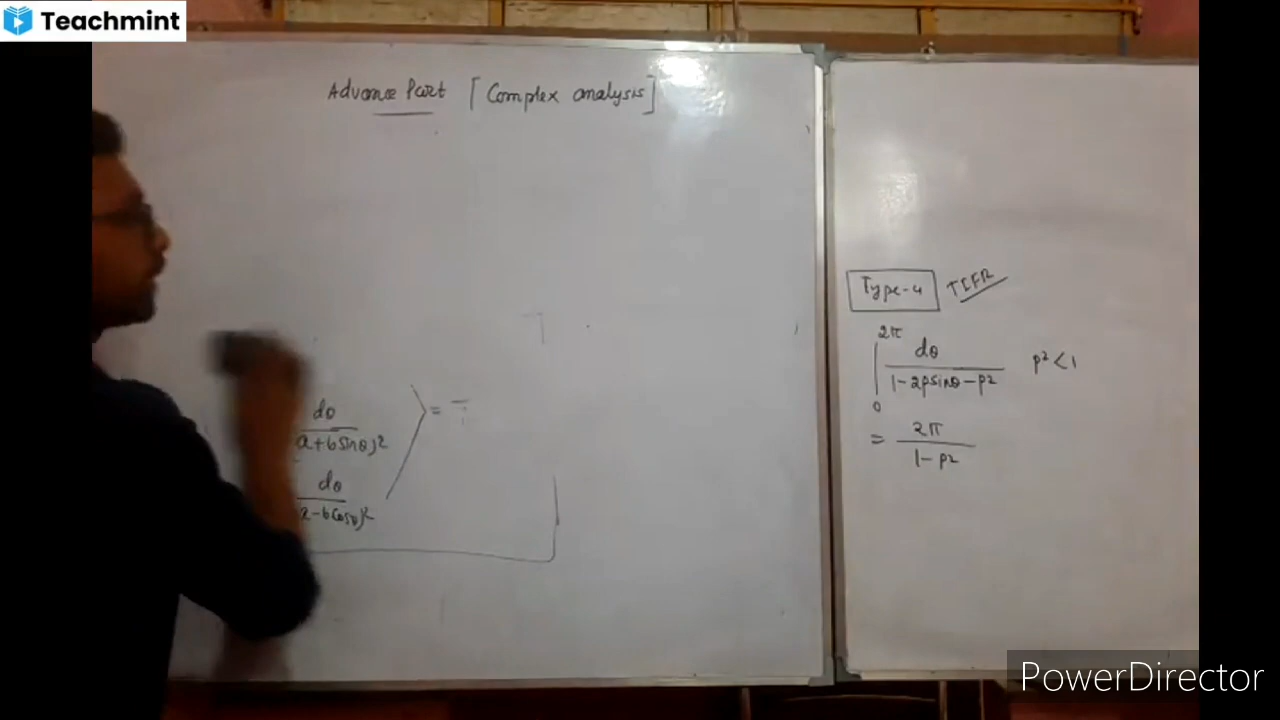 Teachmint
Advance Part [Complex analysis]
dθ
a+bsinθ)²
dθ
a-bcosθ)²
=
Type-4 TIFR
2π
∫ dθ / 1-2psinθ-p² p²<1
0
= 2π / 1-p²
PowerDirector